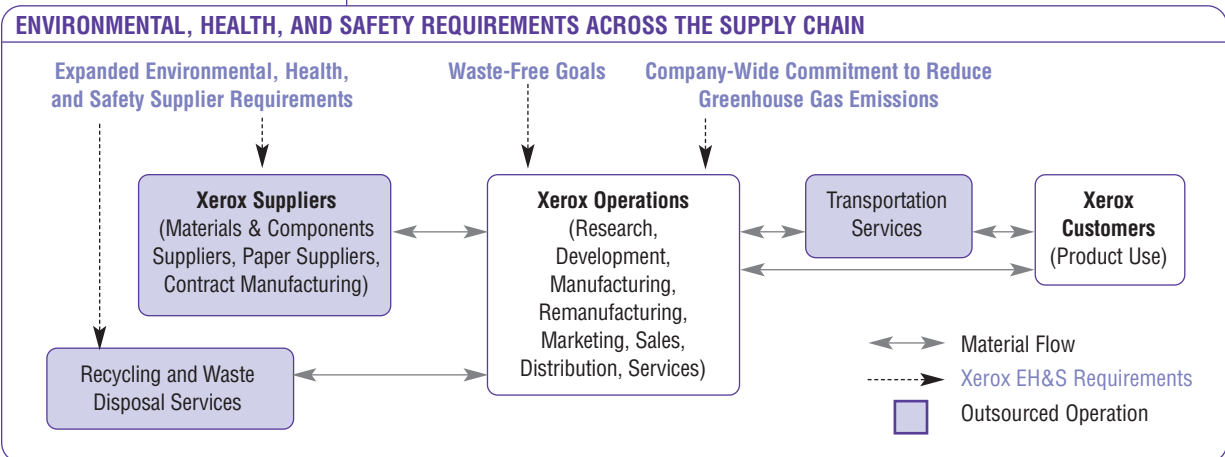 ENVIRONMENTAL, HEALTH, AND SAFETY REQUIREMENTS ACROSS THE SUPPLY CHAIN
Expanded Environmental, Health,
and Safety Supplier Requirements
Waste-Free Goals
Company-Wide Commitment to Reduce
Greenhouse Gas Emissions
Xerox Suppliers
(Materials & Components
Suppliers, Paper Suppliers,
Contract Manufacturing)
Xerox Operations
(Research,
Development,
Manufacturing,
Remanufacturing,
Marketing, Sales,
Distribution, Services)
Transportation
Services
Xerox
Customers
(Product Use)
Recycling and Waste
Disposal Services
Material Flow
Xerox EH&S Requirements
Outsourced Operation